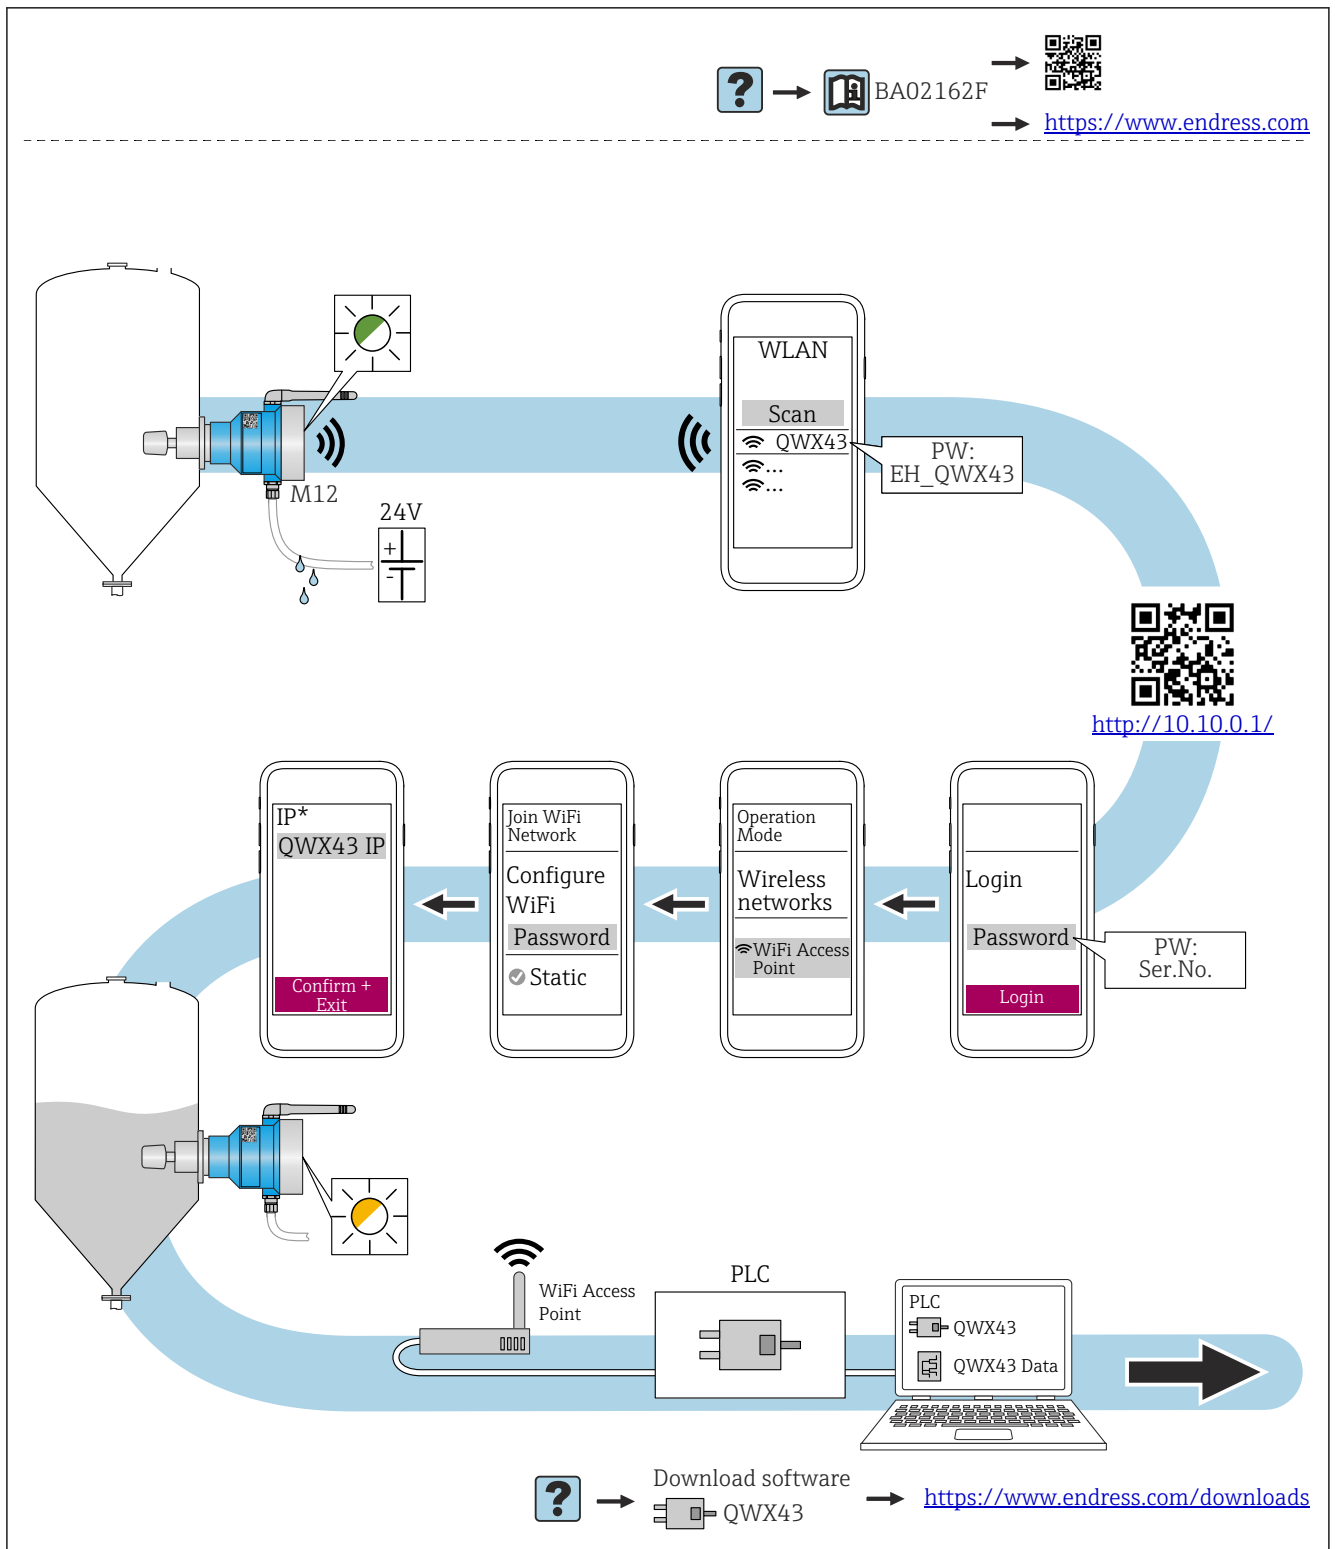 ?
BA02162F
https://www.endress.com
WLAN
Scan
QWX43
...
...
PW:
EH_QWX43
M12
24V
+
-
http://10.10.0.1/
IP*
QWX43 IP
Confirm +
Exit
Join WiFi
Network
Configure
WiFi
Password
Static
Operation
Mode
Wireless
networks
WiFi Access
Point
Login
Password
Login
PW:
Ser.No.
WiFi Access
Point
PLC
PLC
QWX43
QWX43 Data
?
Download software
QWX43
https://www.endress.com/downloads